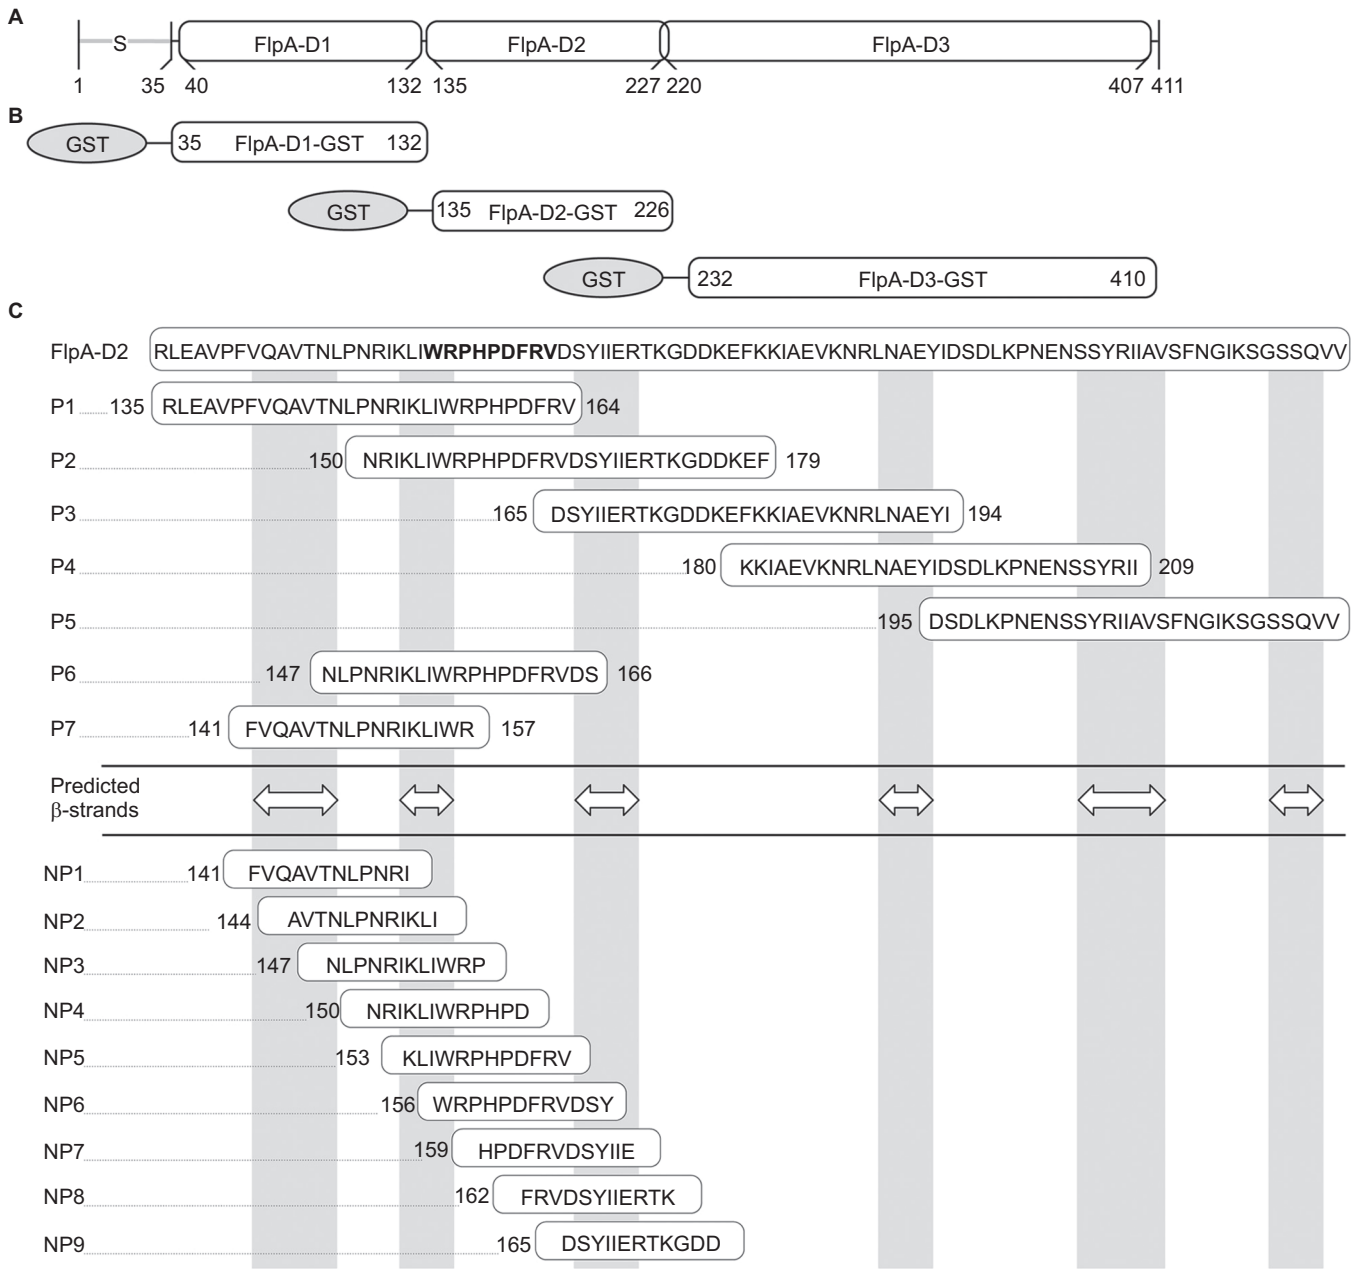 A
S FlpA-D1 FlpA-D2 FlpA-D3
1 35 40 132 135 227 220 407 411
B
GST 35 FlpA-D1-GST 132
GST 135 FlpA-D2-GST 226
GST 232 FlpA-D3-GST 410
C
FlpA-D2 RLEAVPFVQAVTNLPNRIKLIWRPHPDFRVDSYIIERTKGDDKEFKKIAEVKNRLNAEYIDSDLKPNENSSYRIIAVSFNGIKSGSSQVV
P1 135 RLEAVPFVQAVTNLPNRIKLIWRPHPDFRV 164
P2 150 NRIKLIWRPHPDFRVDSYIIERTKGDDKEF 179
P3 165 DSYIIERTKGDDKEFKKIAEVKNRLNAEYI 194
P4 180 KKIAEVKNRLNAEYIDSDLKPNENSSYRII 209
P5 195 DSDLKPNENSSYRIIAVSFNGIKSGSSQVV
P6 147 NLPNRIKLIWRPHPDFRVDS 166
P7 141 FVQAVTNLPNRIKLIWR 157
Predicted
β-strands
NP1 141 FVQAVTNLPNRI
NP2 144 AVTNLPNRIKLI
NP3 147 NLPNRIKLIWRP
NP4 150 NRIKLIWRPHPD
NP5 153 KLIWRPHPDFRV
NP6 156 WRPHPDFRVDSY
NP7 159 HPDFRVDSYIIE
NP8 162 FRVDSYIIERTK
NP9 165 DSYIIERTKGDD